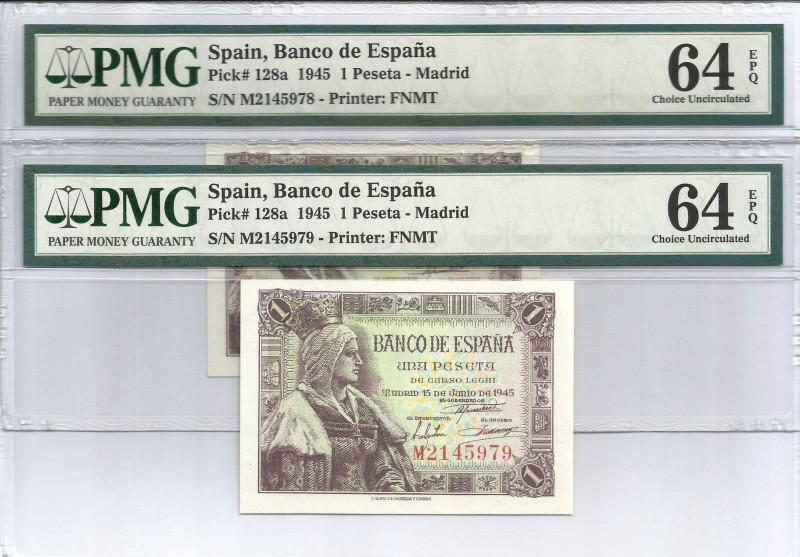 PMG
PAPER MONEY GUARANTY
Spain, Banco de España
Pick# 128a 1945 1 Peseta - Madrid
S/N M2145978 - Printer: FNMT
64 EPQ
Choice Uncirculated
PMG
PAPER MONEY GUARANTY
Spain, Banco de España
Pick# 128a 1945 1 Peseta - Madrid
S/N M2145979 - Printer: FNMT
64 EPQ
Choice Uncirculated
1
1
BANCO DE ESPAÑA
UNA PESETA
DE CURSO LEGAL
Madrid 15 de Junio de 1945
EL GOBERNADOR
EL INTERVENTOR EL CAJERO
M2145979
1